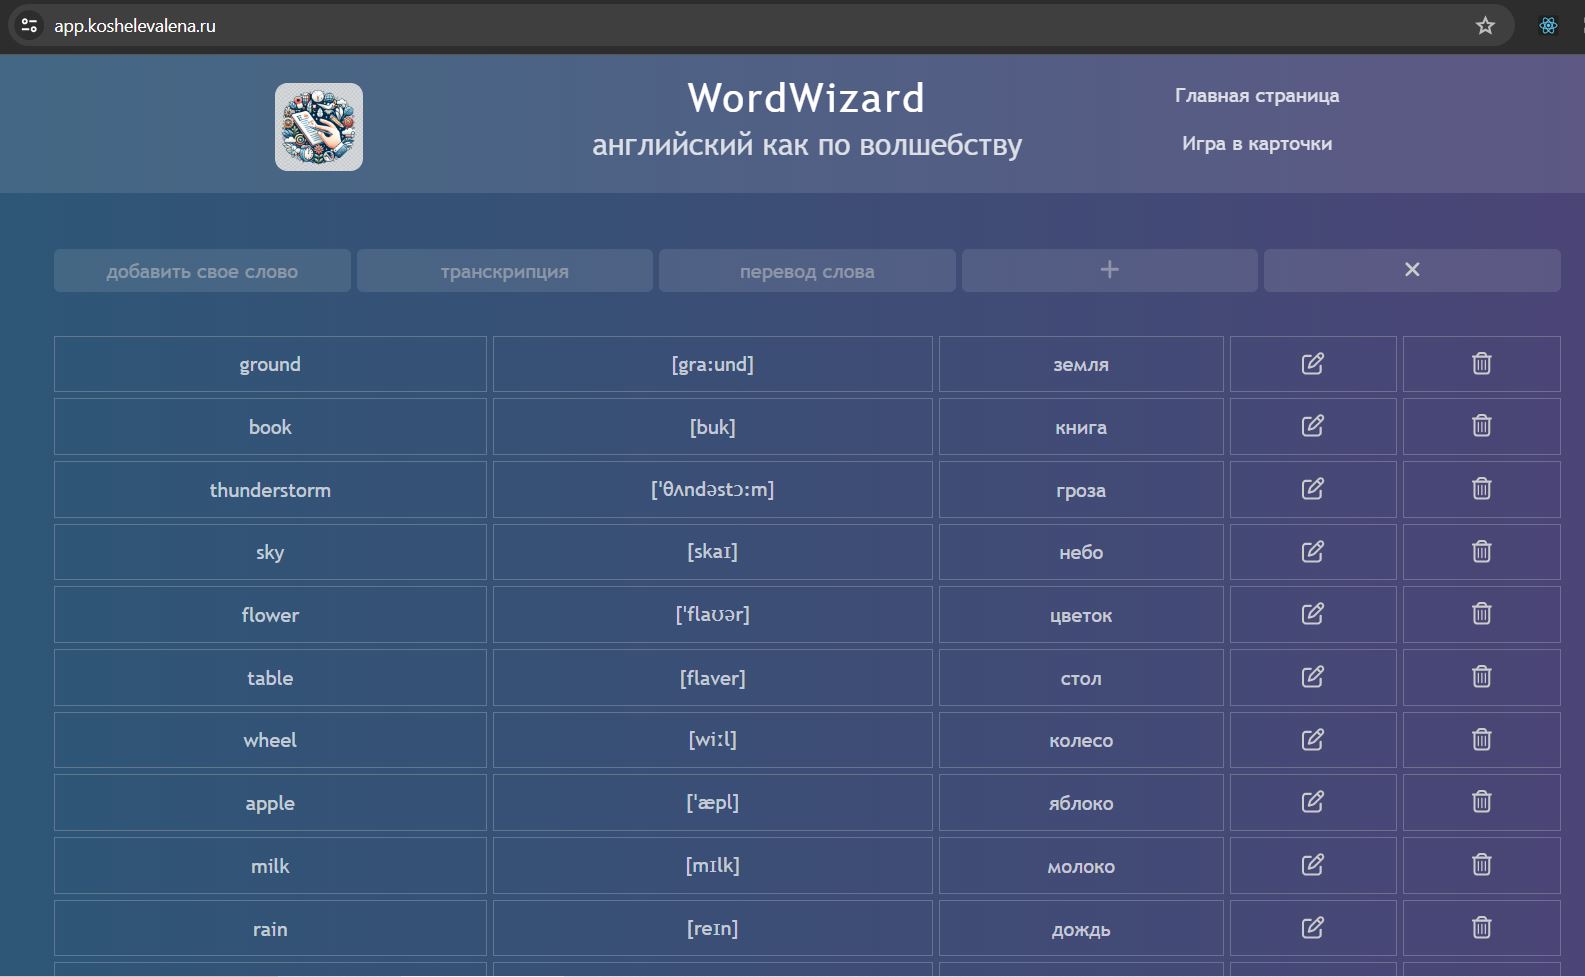 app.koshelevalena.ru
WordWizard
английский как по волшебству
Главная страница
Игра в карточки
добавить свое слово транскрипция перевод слова
ground [gra:und] земля
book [buk] книга
thunderstorm ['θʌndəstɔ:m] гроза
sky [skaɪ] небо
flower ['flaʊər] цветок
table [flaver] стол
wheel [wiːl] колесо
apple ['æpl] яблоко
milk [mɪlk] молоко
rain [reɪn] дождь